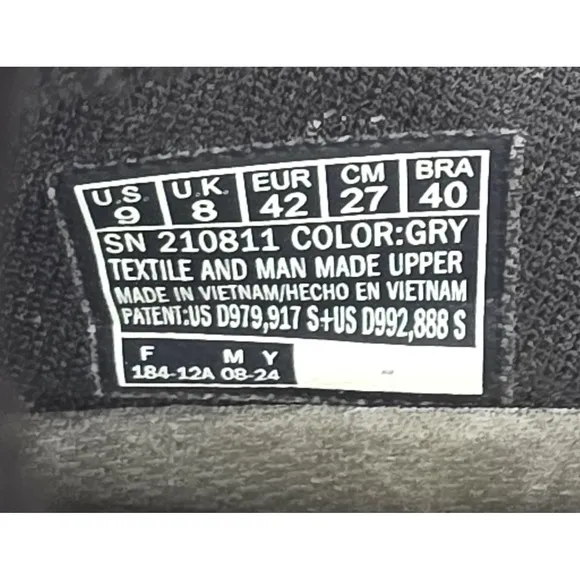 U.S. U.K. EUR CM BRA
9 8 42 27 40
SN 210811 COLOR:GRY
TEXTILE AND MAN MADE UPPER
MADE IN VIETNAM/HECHO EN VIETNAM
PATENT:US D979,917 S+US D992,888 S
F M Y
184-12A 08-24